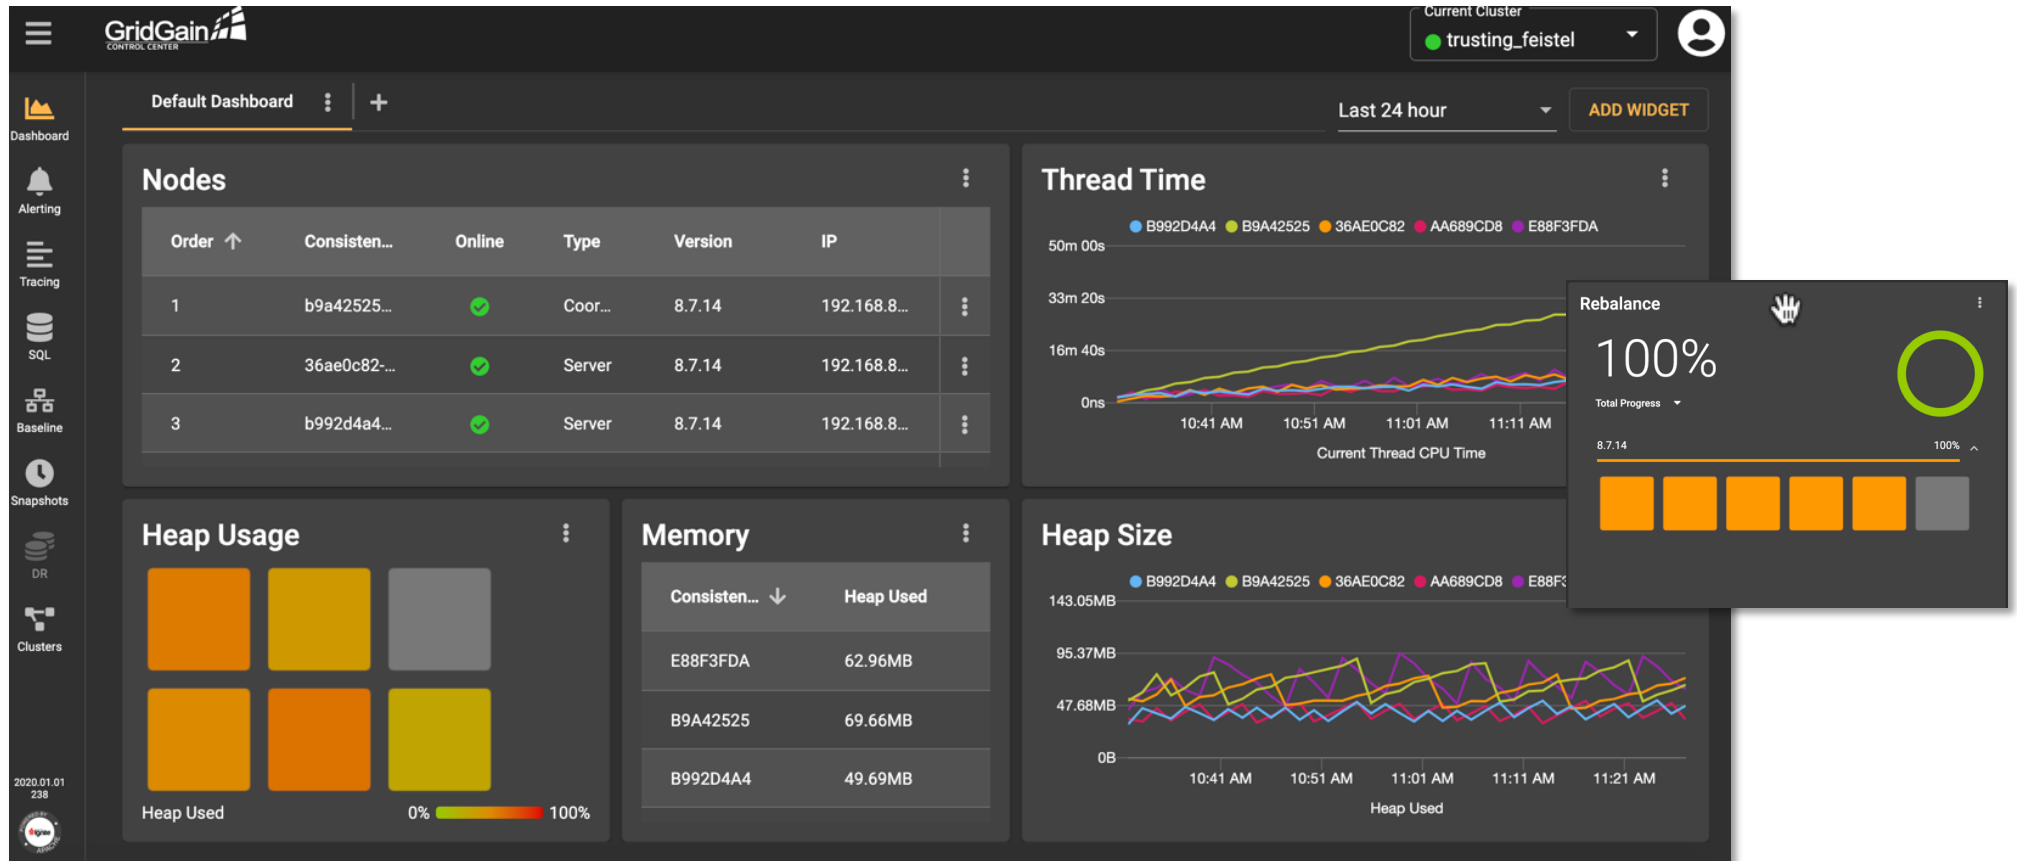 GridGain
CONTROL CENTER
Current Cluster
trusting_feistel
Dashboard
Alerting
Tracing
SQL
Baseline
Snapshots
DR
Clusters
2020.01.01
238
POWERED BY
ignite
APACHE
Default Dashboard
+
Last 24 hour
ADD WIDGET
Nodes
Order Consisten... Online Type Version IP
1 b9a42525... Coor... 8.7.14 192.168.8...
2 36ae0c82-... Server 8.7.14 192.168.8...
3 b992d4a4... Server 8.7.14 192.168.8...
Thread Time
B992D4A4 B9A42525 36AE0C82 AA689CD8 E88F3FDA
50m 00s
33m 20s
16m 40s
0ns
10:41 AM 10:51 AM 11:01 AM 11:11 AM
Current Thread CPU Time
Rebalance
100%
Total Progress
8.7.14 100%
Heap Usage
Heap Used 0% 100%
Memory
Consisten... Heap Used
E88F3FDA 62.96MB
B9A42525 69.66MB
B992D4A4 49.69MB
Heap Size
B992D4A4 B9A42525 36AE0C82 AA689CD8 E88F3
143.05MB
95.37MB
47.68MB
0B
10:41 AM 10:51 AM 11:01 AM 11:11 AM 11:21 AM
Heap Used